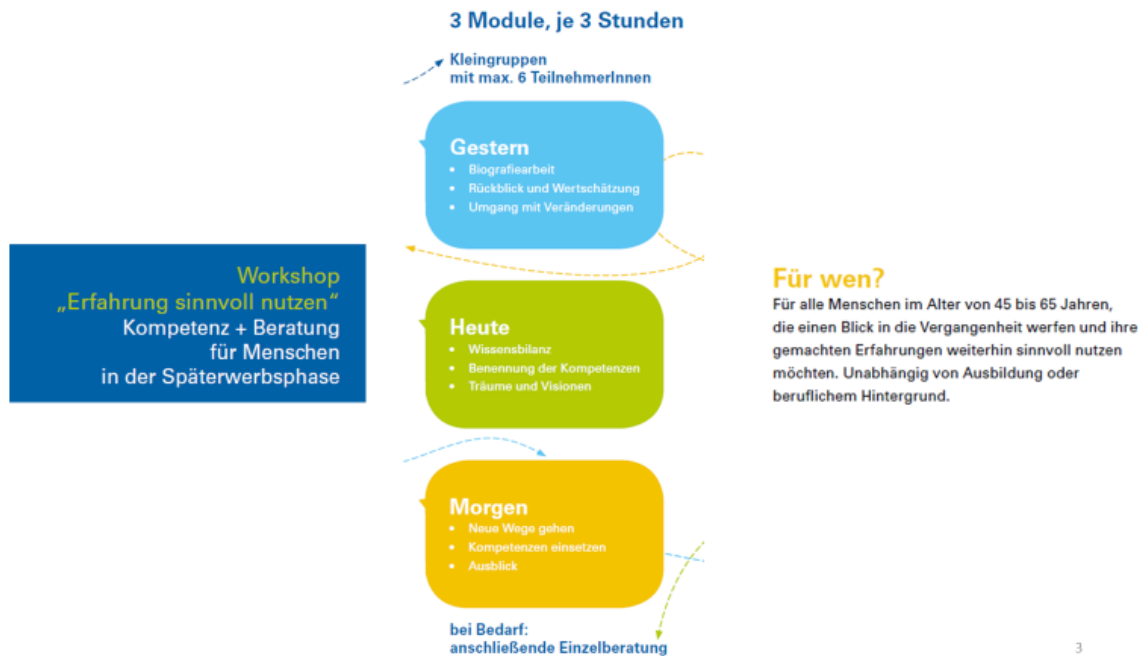 3 Module, je 3 Stunden
Kleingruppen
mit max. 6 TeilnehmerInnen
Gestern
• Biografiearbeit
• Rückblick und Wertschätzung
• Umgang mit Veränderungen
Workshop
„Erfahrung sinnvoll nutzen“
Kompetenz + Beratung
für Menschen
in der Späterwerbsphase
Heute
• Wissensbilanz
• Benennung der Kompetenzen
• Träume und Visionen
Für wen?
Für alle Menschen im Alter von 45 bis 65 Jahren,
die einen Blick in die Vergangenheit werfen und ihre
gemachten Erfahrungen weiterhin sinnvoll nutzen
möchten. Unabhängig von Ausbildung oder
beruflichem Hintergrund.
Morgen
• Neue Wege gehen
• Kompetenzen einsetzen
• Ausblick
bei Bedarf:
anschließende Einzelberatung
3